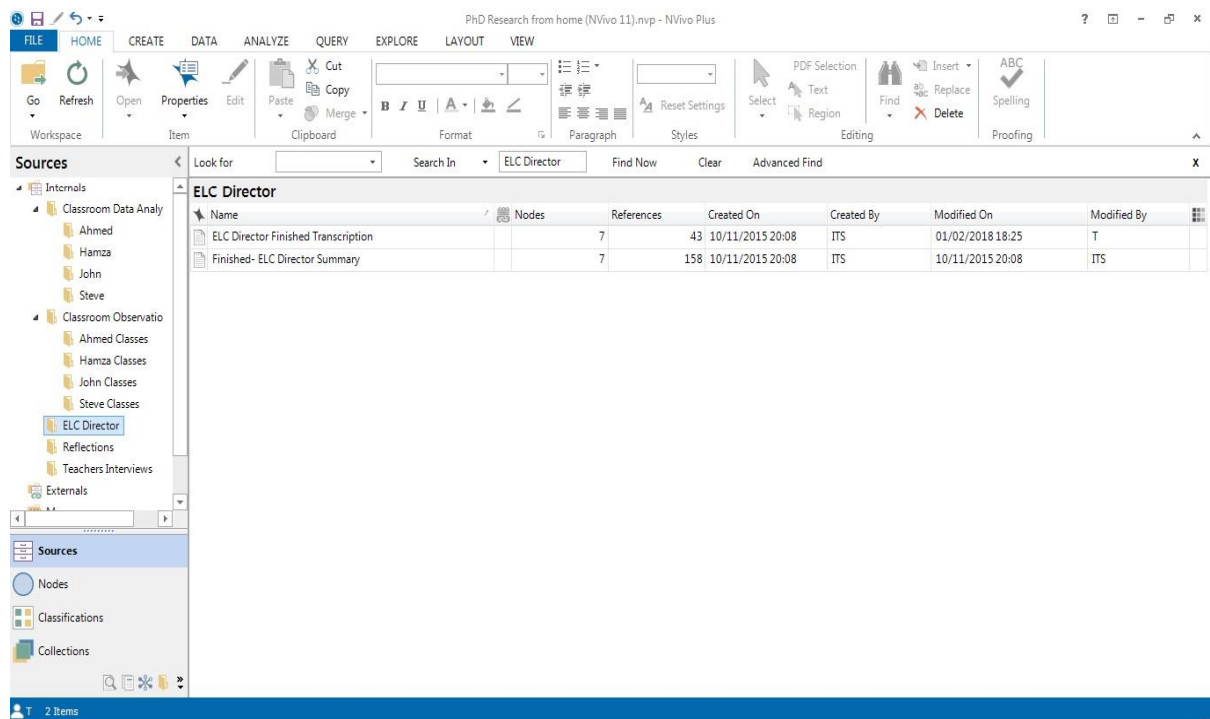 PhD Research from home (NVivo 11).nvp - NVivo Plus
FILE HOME CREATE DATA ANALYZE QUERY EXPLORE LAYOUT VIEW
Go Refresh Open Properties Edit Paste Cut Copy Merge
B I U A Reset Settings
Select PDF Selection Text Region Find Insert Replace Delete
ABC Spelling
Workspace Item Clipboard Format Paragraph Styles Editing Proofing
Sources
Look for Search In ELC Director Find Now Clear Advanced Find X
Internals
Classroom Data Analy
Ahmed
Hamza
John
Steve
Classroom Observatio
Ahmed Classes
Hamza Classes
John Classes
Steve Classes
ELC Director
Reflections
Teachers Interviews
Externals
ELC Director
Name Nodes References Created On Created By Modified On Modified By
ELC Director Finished Transcription 7 43 10/11/2015 20:08 ITS 01/02/2018 18:25 T
Finished- ELC Director Summary 7 158 10/11/2015 20:08 ITS 10/11/2015 20:08 ITS
Sources
Nodes
Classifications
Collections
T 2 Items